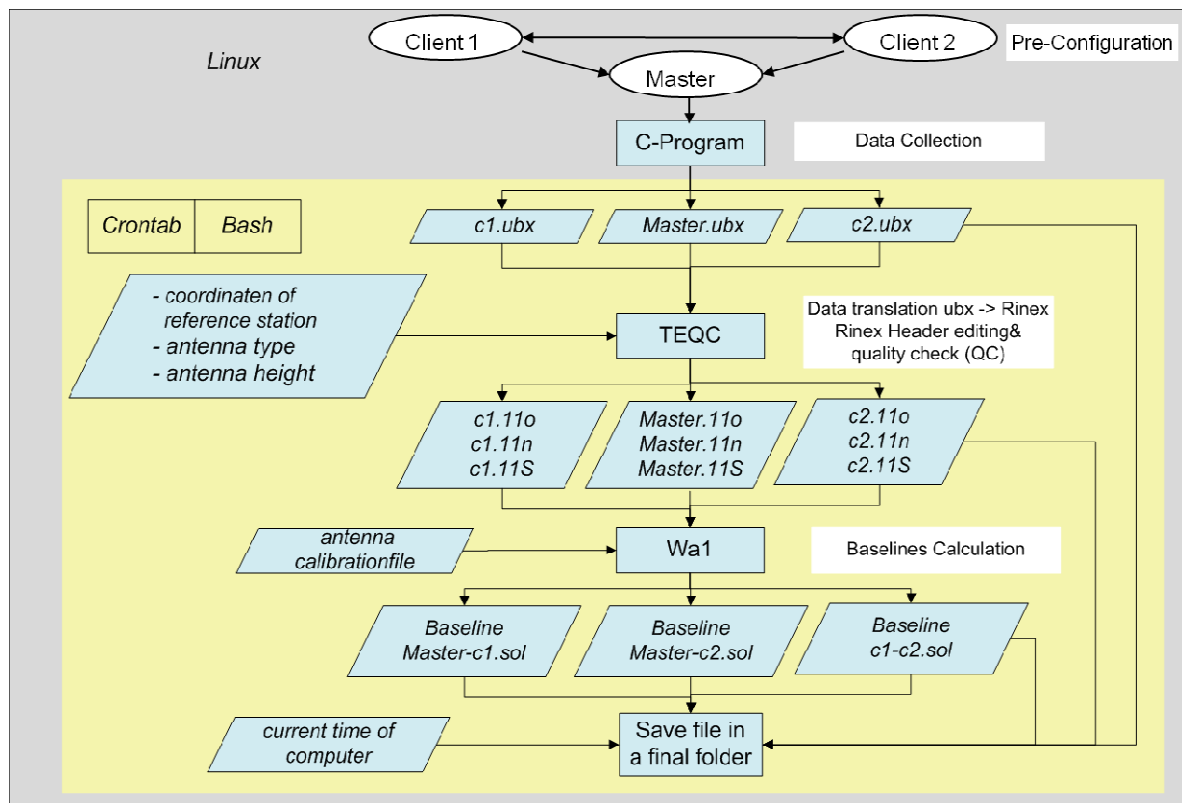 Linux
Client 1
Client 2
Pre-Configuration
Master
C-Program
Data Collection
Crontab
Bash
c1.ubx
Master.ubx
c2.ubx
- coordinaten of
reference station
- antenna type
- antenna height
TEQC
Data translation ubx -> Rinex
Rinex Header editing&
quality check (QC)
c1.11o
c1.11n
c1.11S
Master.11o
Master.11n
Master.11S
c2.11o
c2.11n
c2.11S
antenna
calibrationfile
Wa1
Baselines Calculation
Baseline
Master-c1.sol
Baseline
Master-c2.sol
Baseline
c1-c2.sol
current time of
computer
Save file in
a final folder